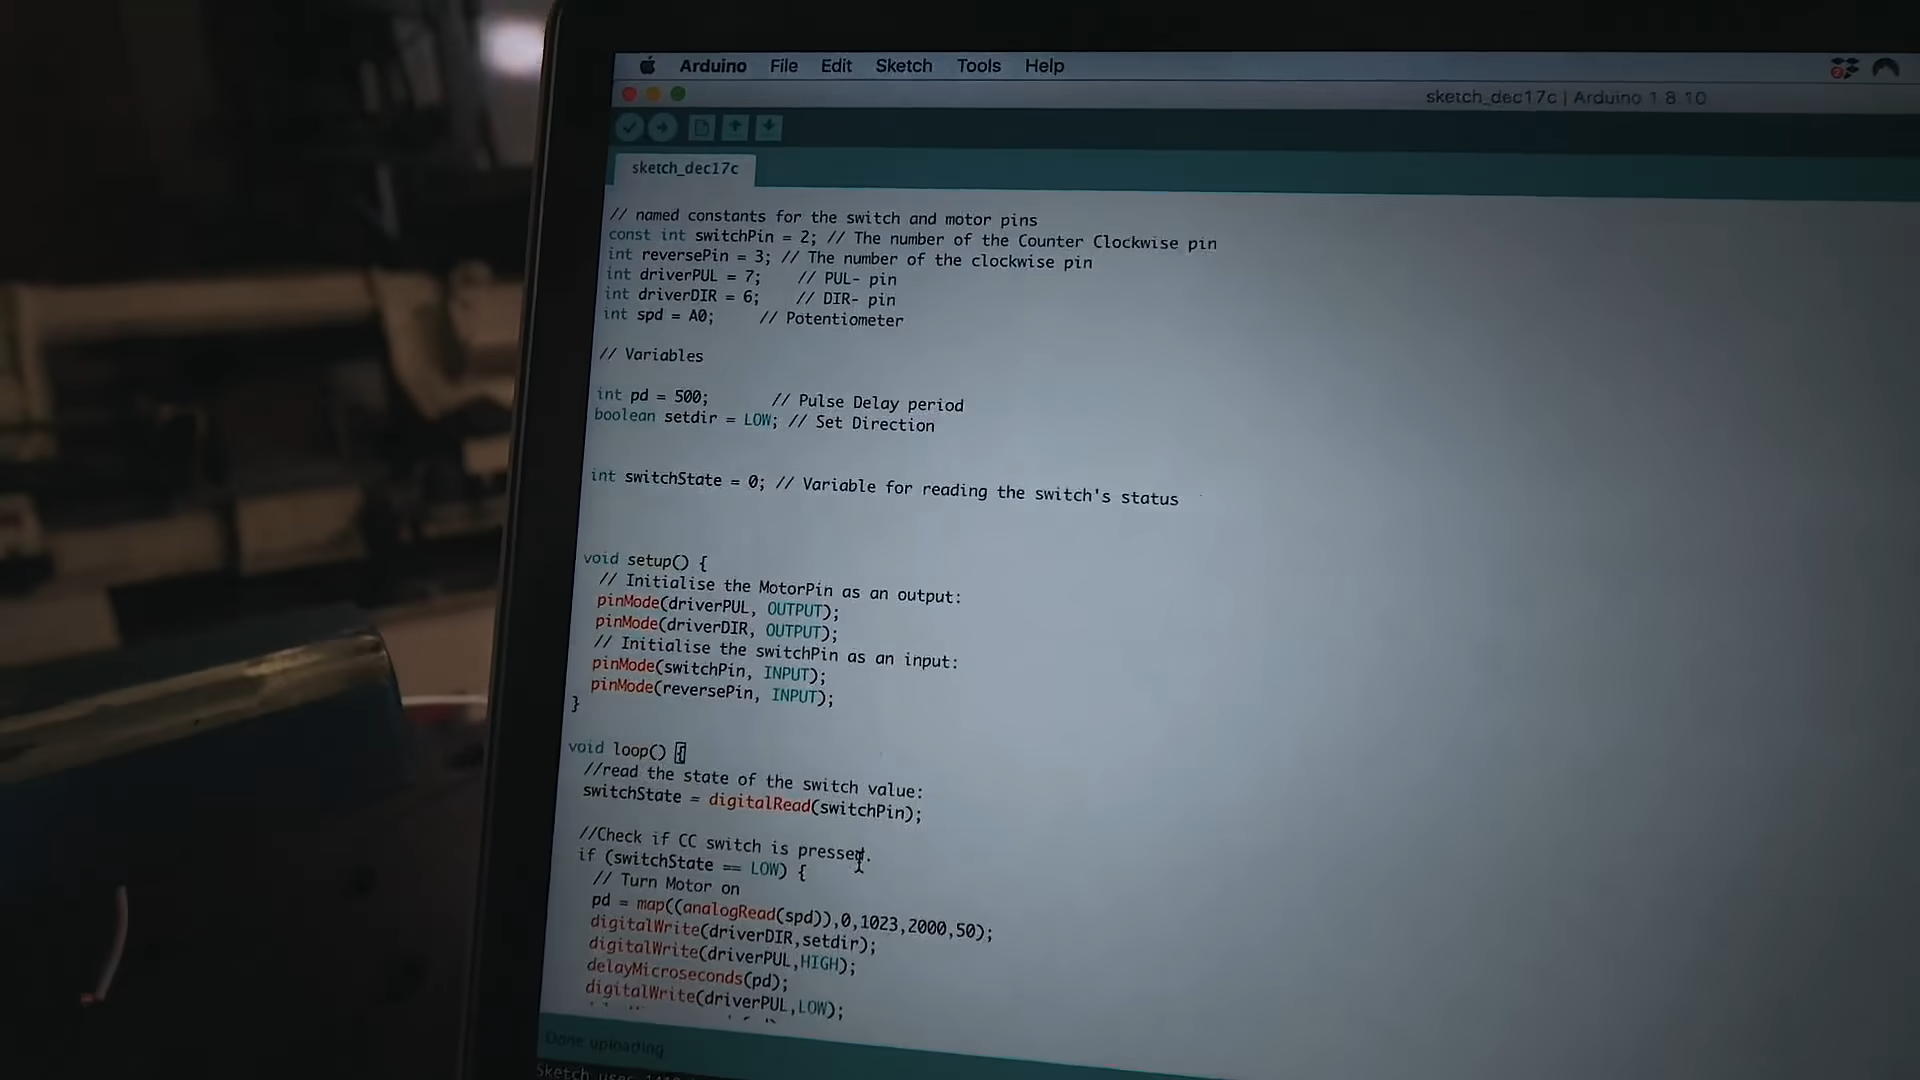 Arduino File Edit Sketch Tools Help
sketch_dec17c | Arduino 1.8.10
sketch_dec17c
// named constants for the switch and motor pins
const int switchPin = 2; // The number of the Counter Clockwise pin
int reversePin = 3; // The number of the clockwise pin
int driverPUL = 7; // PUL- pin
int driverDIR = 6; // DIR- pin
int spd = A0; // Potentiometer
// Variables
int pd = 500; // Pulse Delay period
boolean setdir = LOW; // Set Direction
int switchState = 0; // Variable for reading the switch's status
void setup() {
// Initialise the MotorPin as an output:
pinMode(driverPUL, OUTPUT);
pinMode(driverDIR, OUTPUT);
// Initialise the switchPin as an input:
pinMode(switchPin, INPUT);
pinMode(reversePin, INPUT);
}
void loop() {
//read the state of the switch value:
switchState = digitalRead(switchPin);
//Check if CC switch is pressed.
if (switchState == LOW) {
// Turn Motor on
pd = map((analogRead(spd)),0,1023,2000,50);
digitalWrite(driverDIR,setdir);
digitalWrite(driverPUL,HIGH);
delayMicroseconds(pd);
digitalWrite(driverPUL,LOW);
Done uploading
Sketch uses